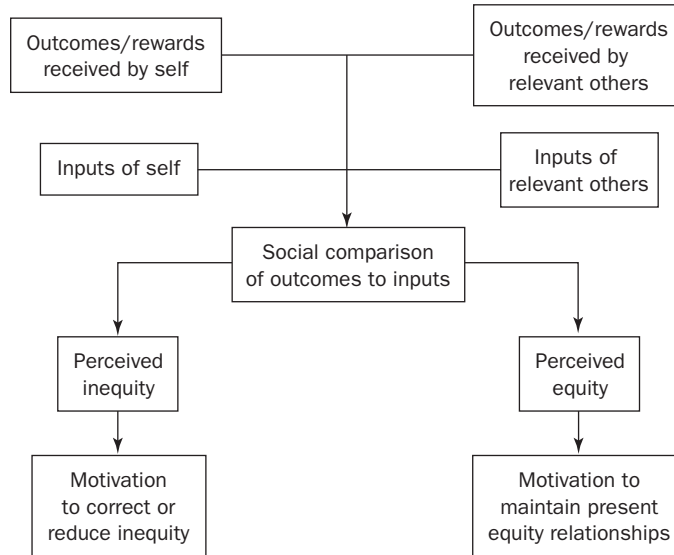 Outcomes/rewards
received by self
Outcomes/rewards
received by
relevant others
Inputs of self
Inputs of
relevant others
Social comparison
of outcomes to inputs
Perceived
inequity
Perceived
equity
Motivation
to correct or
reduce inequity
Motivation to
maintain present
equity relationships